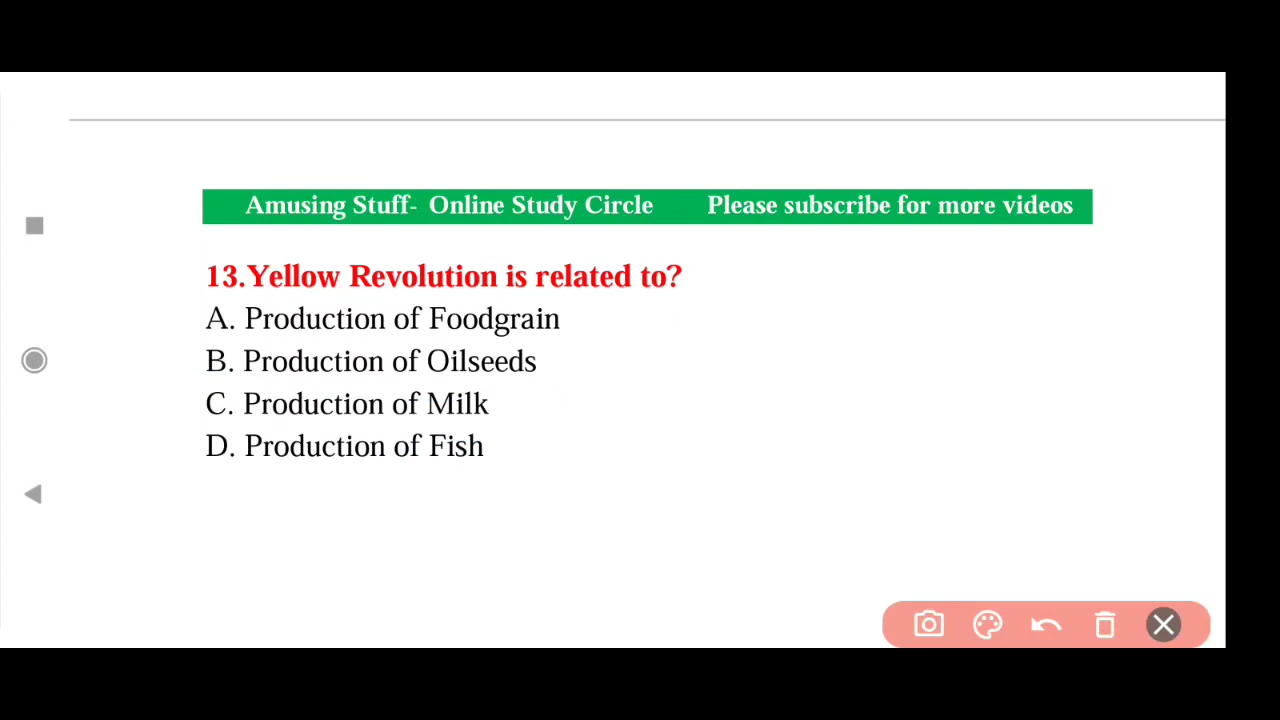 Amusing Stuff- Online Study Circle Please subscribe for more videos
13.Yellow Revolution is related to?
A. Production of Foodgrain
B. Production of Oilseeds
C. Production of Milk
D. Production of Fish